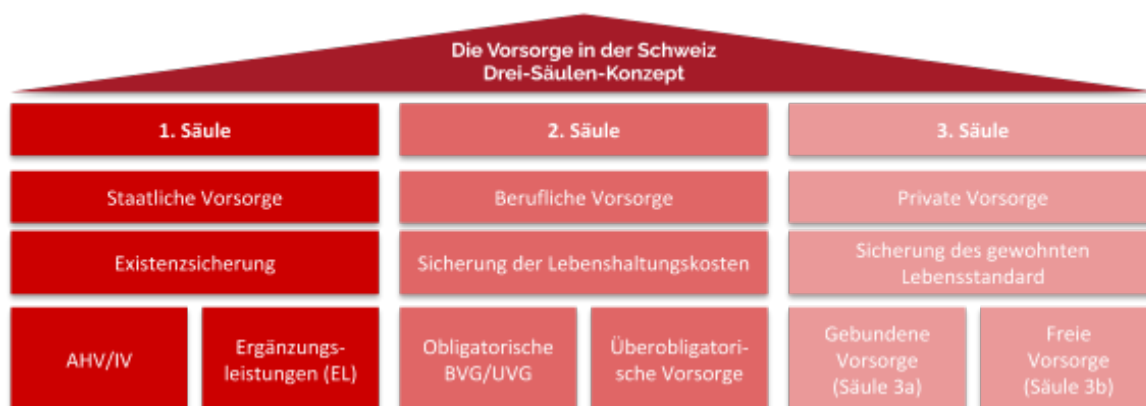 Die Vorsorge in der Schweiz
Drei-Säulen-Konzept
1. Säule
2. Säule
3. Säule
Staatliche Vorsorge
Berufliche Vorsorge
Private Vorsorge
Existenzsicherung
Sicherung der Lebenshaltungskosten
Sicherung des gewohnten
Lebensstandard
AHV/IV
Ergänzungs-
leistungen (EL)
Obligatorische
BVG/UVG
Überobligatori-
sche Vorsorge
Gebundene
Vorsorge
(Säule 3a)
Freie
Vorsorge
(Säule 3b)